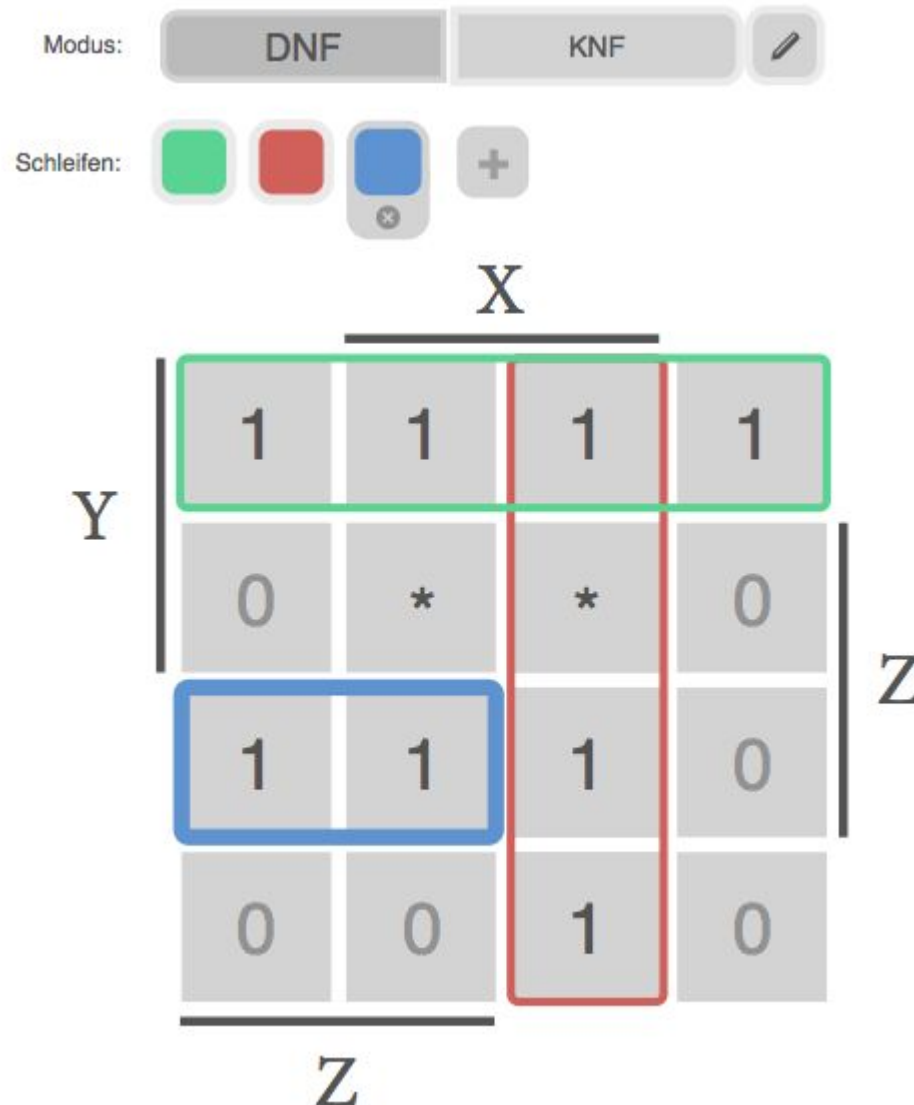 Modus: DNF KNF
Schleifen:
X
Y
1 1 1 1
0 * * 0
Z
1 1 1 0
0 0 1 0
Z